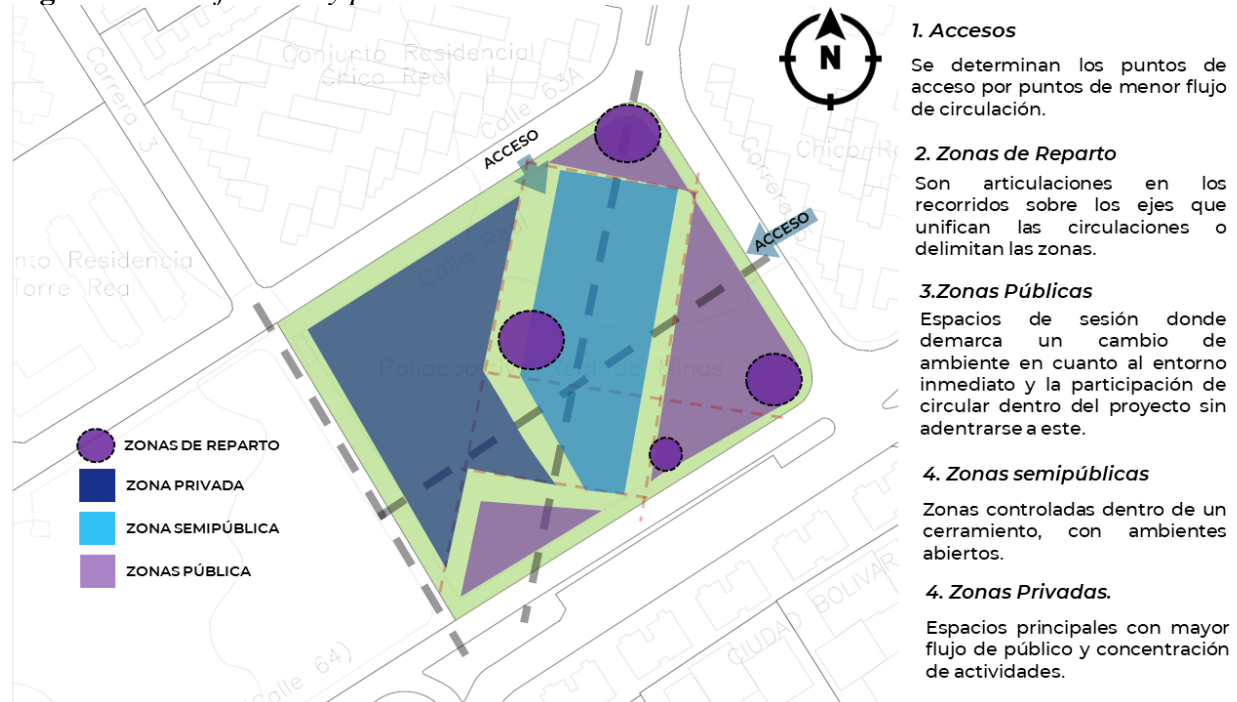 Conjunto Residencial
Chico Real
Calle 63A
Carrera 3
ACCESO
ACCESO
Calle Real
Polideportivo Real de Minas
Residencia
Torre Rea
ZONAS DE REPARTO
ZONA PRIVADA
ZONA SEMIPÚBLICA
ZONAS PÚBLICA
CIUDAD BOLIVAR
64)
N
1. Accesos
Se determinan los puntos de
acceso por puntos de menor flujo
de circulación.
2. Zonas de Reparto
Son articulaciones en los
recorridos sobre los ejes que
unifican las circulaciones o
delimitan las zonas.
3.Zonas Públicas
Espacios de sesión donde
demarca un cambio de
ambiente en cuanto al entorno
inmediato y la participación de
circular dentro del proyecto sin
adentrarse a este.
4. Zonas semipúblicas
Zonas controladas dentro de un
cerramiento, con ambientes
abiertos.
4. Zonas Privadas.
Espacios principales con mayor
flujo de público y concentración
de actividades.